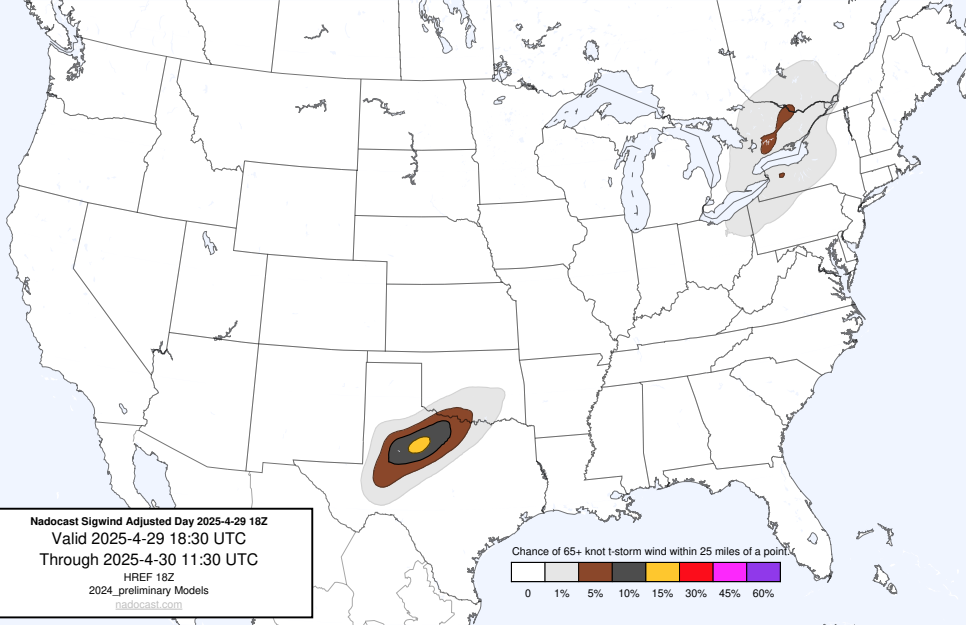 Nadocast Sigwind Adjusted Day 2025-4-29 18Z
Valid 2025-4-29 18:30 UTC
Through 2025-4-30 11:30 UTC
HREF 18Z
2024_preliminary Models
nadocast.com
Chance of 65+ knot t-storm wind within 25 miles of a point.
0 1% 5% 10% 15% 30% 45% 60%